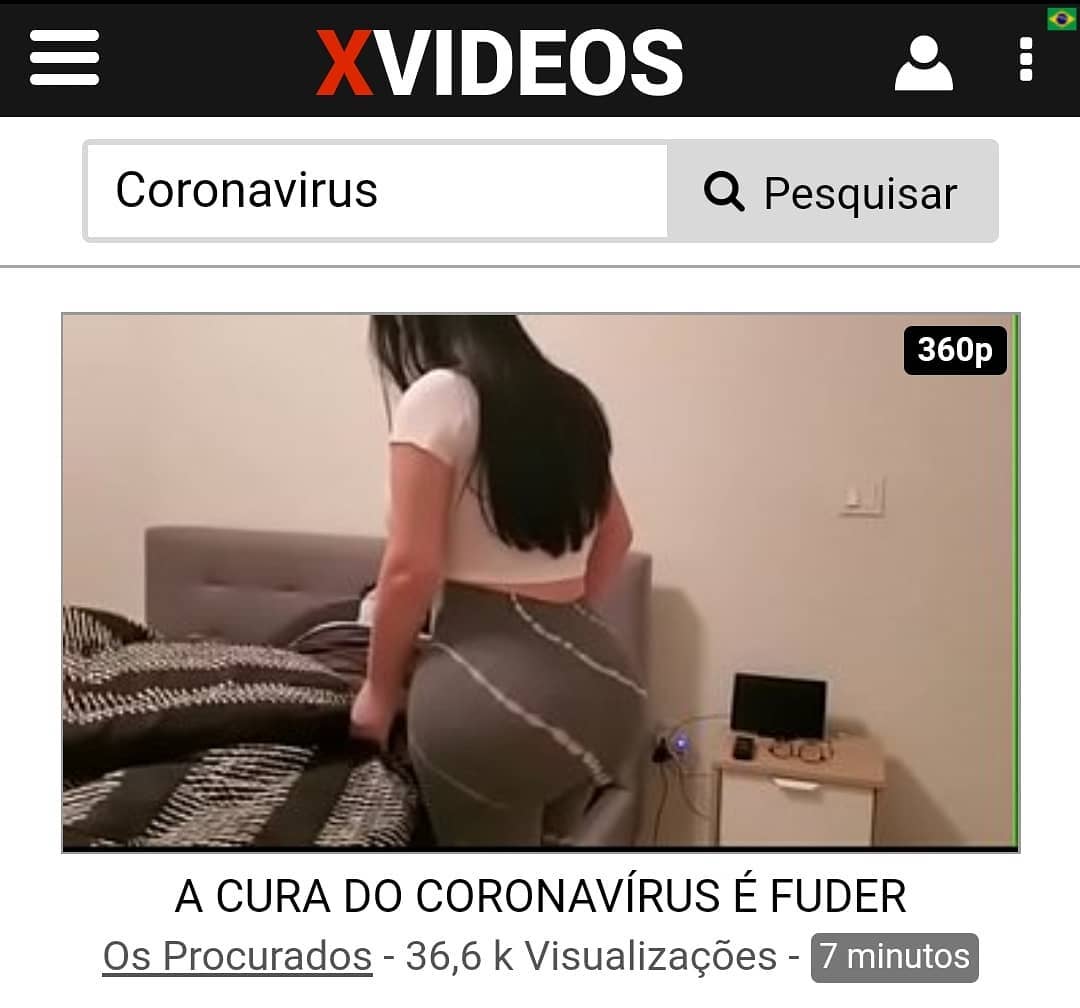 XVIDEOS
Coronavirus
Pesquisar
360p
A CURA DO CORONAVÍRUS É FUDER
Os Procurados - 36,6 k Visualizações - 7 minutos